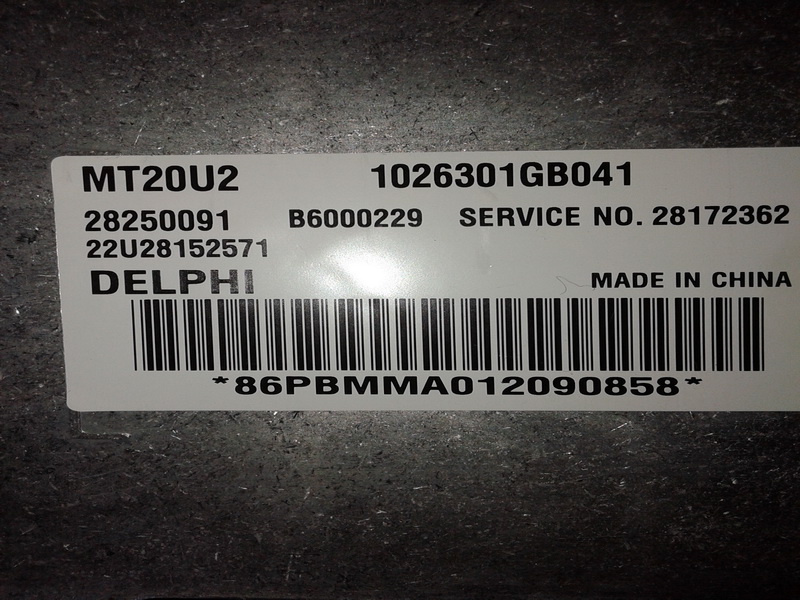 MT20U2 1026301GB041
28250091 B6000229 SERVICE NO. 28172362
22U28152571
DELPHI MADE IN CHINA
*86PBMMA012090858*